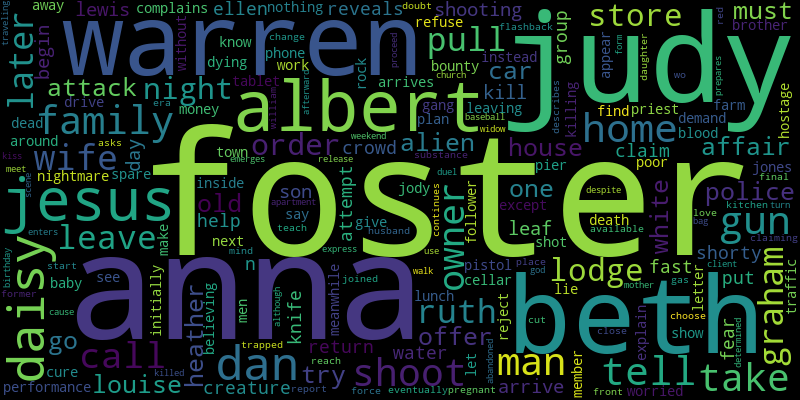 foster
judy
anna
warren
beth
albert
jesus
daisy
family
dan
man
gun
tell
take
shoot
call
owner
ruth
home
store
pull
wife
night
leave
later
graham
lodge
try
attack
order
alien
offer
white
police
affair
car
house
must
one
old
louise
heather
creature
go
day
son
help
knife
return
kill
group
shooting
reveals
ellen
lewis
begin
complains
nothing
away
brother
refuse
bounty
phone
work
know
without
dying
tablet
money
arrives
rock
instead
leaving
gang
plan
drive
era
dead
around
asks
town
william
afterwards
church
traveling
doubt
flashback
change
proceed
form
daughter
red
prepares
wo
appear
describes
killing
find
priest
farm
demand
blood
hostage
claim
poor
jones
final
death
despite
kitchen
turn
love
bag
available
claiming
shorty
fast
traffic
letter
put
fear
explain
show
lie
worried
member
front
arrive
choose
gas
mother
client
determined
abandoned
close
cut
god
place
pistol
cellar
shot
leaf
except
follower
pier
duel
baseball
widow
weekend
substance
release
crowd
jody
attempt
say
give
husband
use
express
teach
apartment
emerges
inside
spare
nightmare
kiss
meet
scene
enters
birthday
start
former
cause
baby
see
cure
performance
initially
make
next
n
mind
men
although
believing
killed
report
trapped
meanwhile
joined
walk
lunch
reject
water
let
reach
force
eventually
pregnant
continues